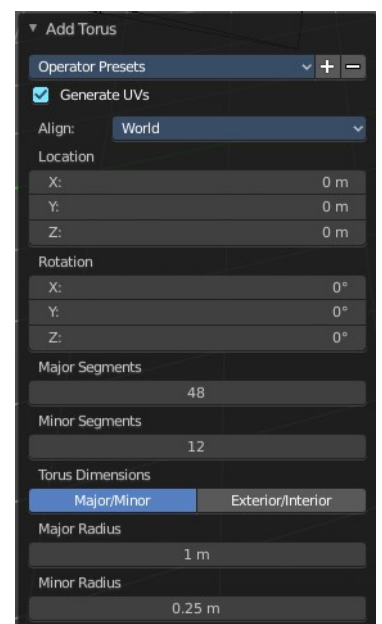 Add Torus
Operator Presets
Generate UVs
Align: World
Location
X: 0 m
Y: 0 m
Z: 0 m
Rotation
X: 0°
Y: 0°
Z: 0°
Major Segments
48
Minor Segments
12
Torus Dimensions
Major/Minor Exterior/Interior
Major Radius
1 m
Minor Radius
0.25 m